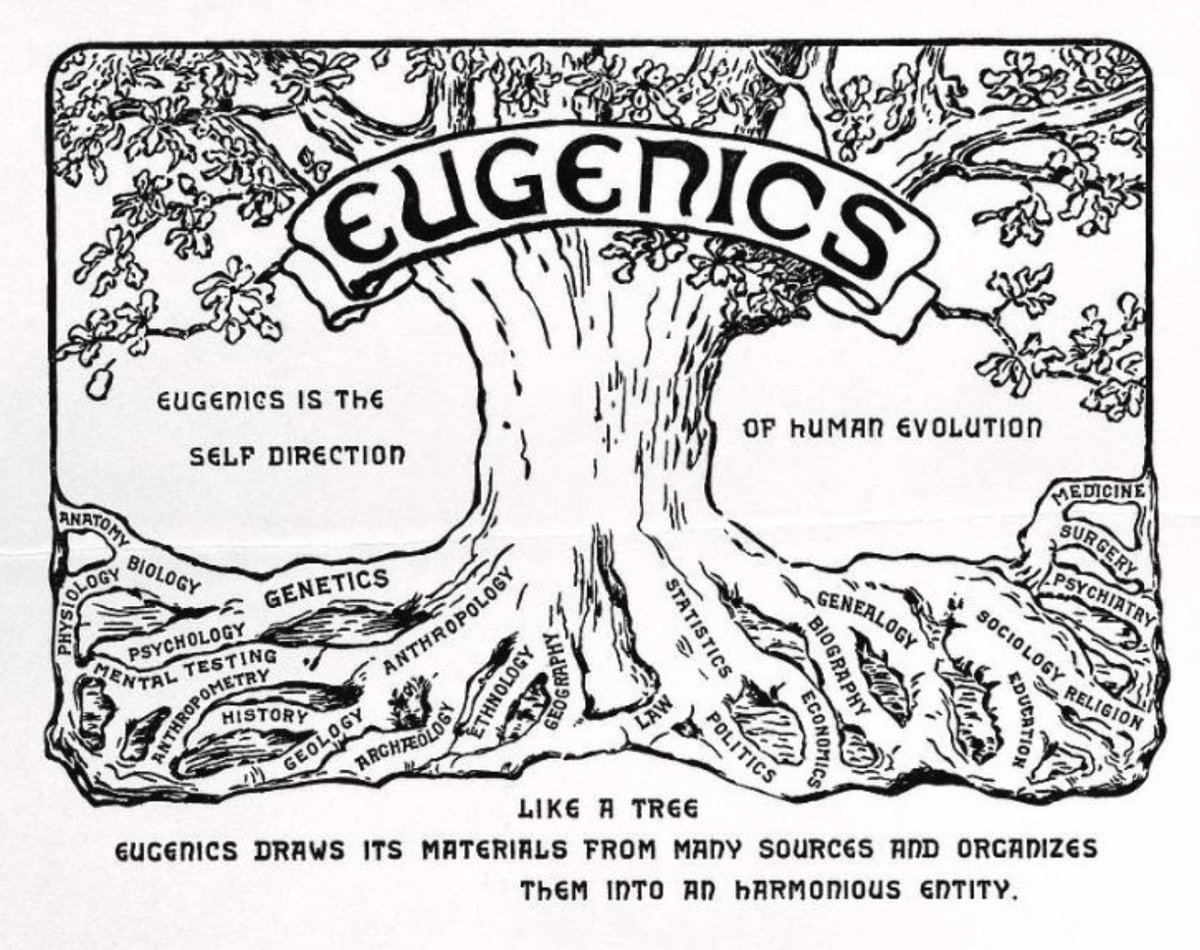 EUGENICS
EUGENICS IS THE
SELF DIRECTION
OF HUMAN EVOLUTION
ANATOMY
PHYSIOLOGY
BIOLOGY
GENETICS
PSYCHOLOGY
MENTAL TESTING
ANTHROPOMETRY
HISTORY
GEOLOGY
ANTHROPOLOGY
ARCHÆOLOGY
ETHNOLOGY
GEOGRAPHY
LAW
STATISTICS
POLITICS
ECONOMICS
BIOGRAPHY
GENEALOGY
EDUCATION
SOCIOLOGY
RELIGION
PSYCHIATRY
SURGERY
MEDICINE
LIKE A TREE
EUGENICS DRAWS ITS MATERIALS FROM MANY SOURCES AND ORGANIZES
THEM INTO AN HARMONIOUS ENTITY.